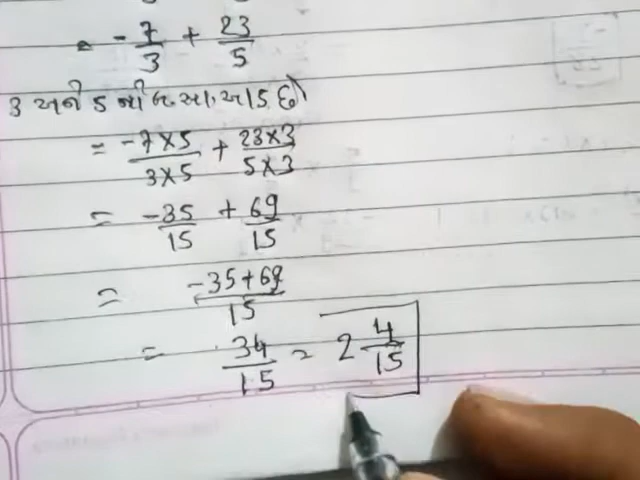 = -7/3 + 23/5
3 અને 5 નો લ.સા.અ 15 છે
= -7×5/3×5 + 23×3/5×3
= -35/15 + 69/15
= -35+69/15
= 34/15 = 2 4/15